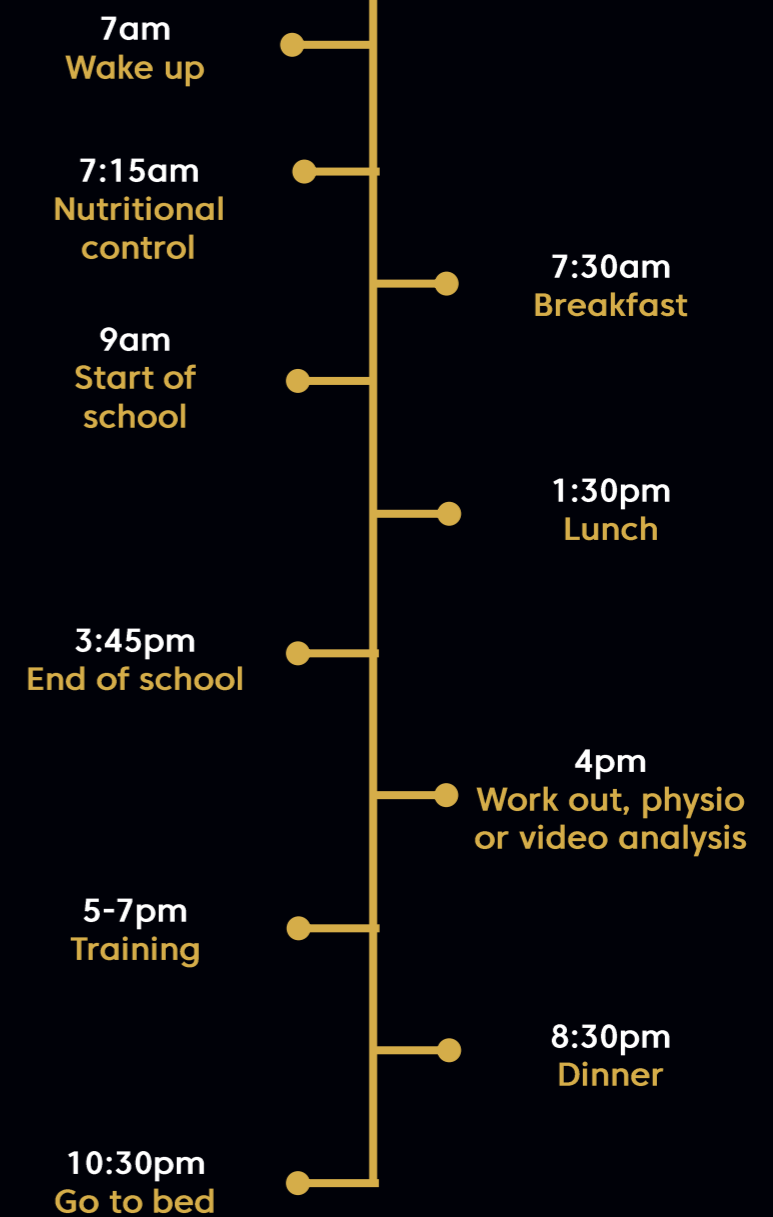 7am
Wake up
7:15am
Nutritional
control
7:30am
Breakfast
9am
Start of
school
1:30pm
Lunch
3:45pm
End of school
4pm
Work out, physio
or video analysis
5-7pm
Training
8:30pm
Dinner
10:30pm
Go to bed